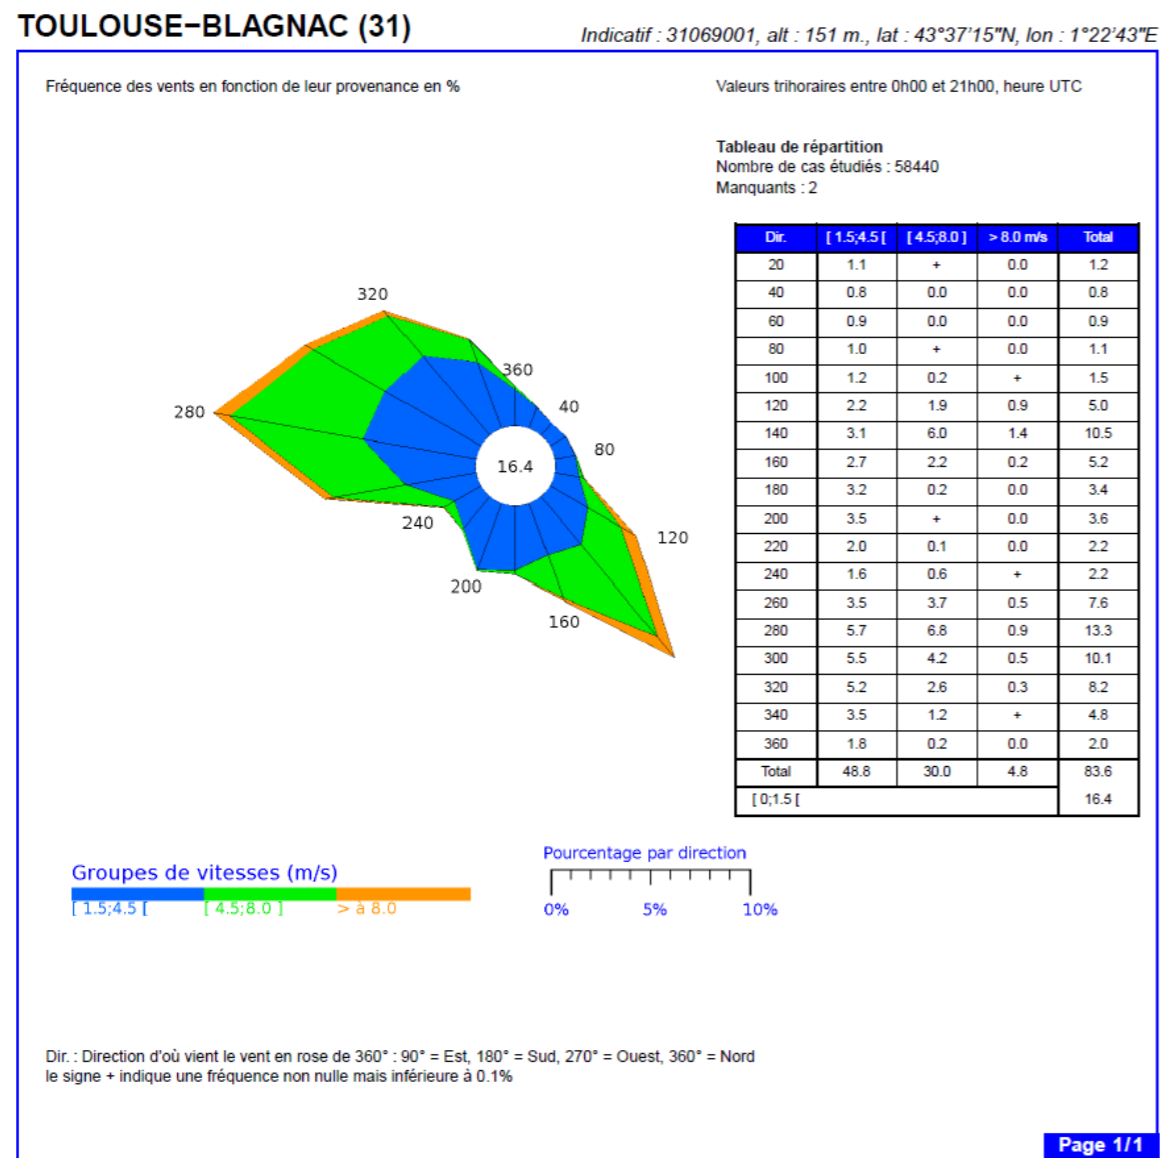 TOULOUSE−BLAGNAC (31)
Indicatif : 31069001, alt : 151 m., lat : 43°37'15"N, lon : 1°22'43"E
Fréquence des vents en fonction de leur provenance en %
Valeurs trihoraires entre 0h00 et 21h00, heure UTC
Tableau de répartition
Nombre de cas étudiés : 58440
Manquants : 2
320
360
40
280
80
16.4
240
120
200
160
Dir. [ 1.5;4.5 [ [ 4.5;8.0 ] > 8.0 m/s Total
20 1.1 + 0.0 1.2
40 0.8 0.0 0.0 0.8
60 0.9 0.0 0.0 0.9
80 1.0 + 0.0 1.1
100 1.2 0.2 + 1.5
120 2.2 1.9 0.9 5.0
140 3.1 6.0 1.4 10.5
160 2.7 2.2 0.2 5.2
180 3.2 0.2 0.0 3.4
200 3.5 + 0.0 3.6
220 2.0 0.1 0.0 2.2
240 1.6 0.6 + 2.2
260 3.5 3.7 0.5 7.6
280 5.7 6.8 0.9 13.3
300 5.5 4.2 0.5 10.1
320 5.2 2.6 0.3 8.2
340 3.5 1.2 + 4.8
360 1.8 0.2 0.0 2.0
Total 48.8 30.0 4.8 83.6
[ 0;1.5 [ 16.4
Groupes de vitesses (m/s)
[ 1.5;4.5 [ [ 4.5;8.0 ] > à 8.0
Pourcentage par direction
0% 5% 10%
Dir. : Direction d'où vient le vent en rose de 360° : 90° = Est, 180° = Sud, 270° = Ouest, 360° = Nord
le signe + indique une fréquence non nulle mais inférieure à 0.1%
Page 1/1